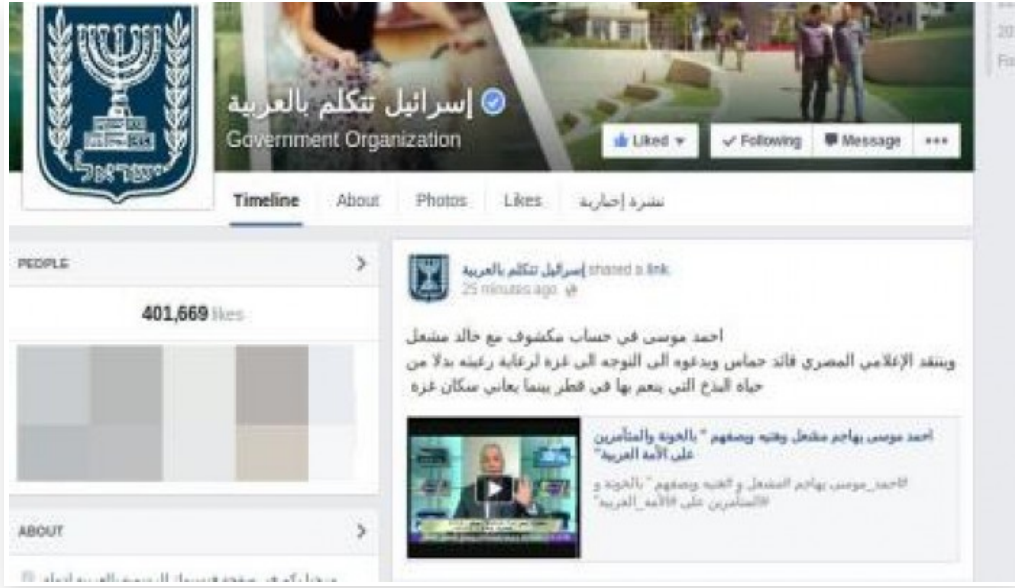 إسرائيل تتكلم بالعربية
Government Organization
Liked
Following
Message
Timeline About Photos Likes نشرة إخبارية
PEOPLE
401,669 likes
إسرائيل تتكلم بالعربية shared a link.
25 minutes ago
احمد موسى في حساب مكشوف مع خالد مشعل
وينتقد الإعلامي المصري قائد حماس ويدعوه الى التوجه الى غزة لرعاية رعيته بدلا من
حياة البذخ التي ينعم بها في قطر بينما يعاني سكان غزة
احمد موسى يهاجم مشعل وهنيه ويصفهم " بالخونة والمتآمرين
على الأمة العربية"
#احمد_موسى يهاجم #مشعل و #هنيه ويصفهم " بالخونة و
#المتآمرين على #الأمة_العربية"
ABOUT
ישראל